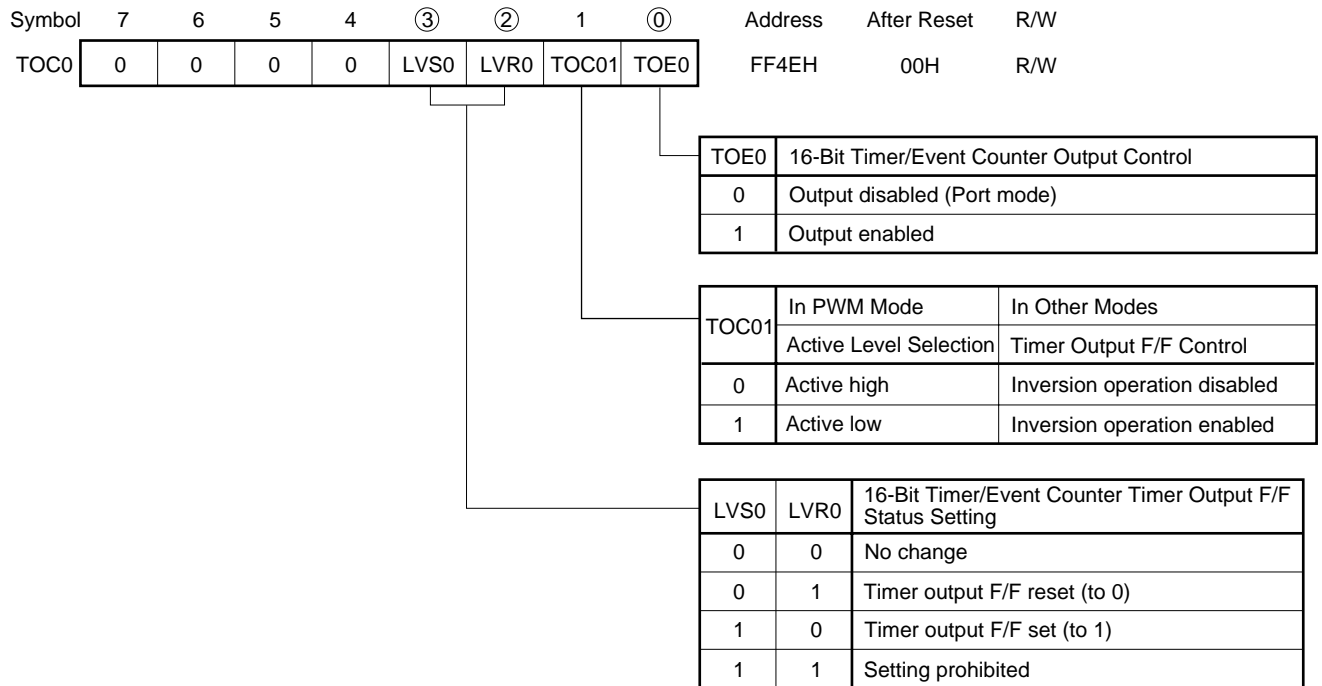 Symbol 7 6 5 4 ③ ② 1 ⓪ Address After Reset R/W
TOC0 0 0 0 0 LVS0 LVR0 TOC01 TOE0 FF4EH 00H R/W
TOE0 16-Bit Timer/Event Counter Output Control
0 Output disabled (Port mode)
1 Output enabled
TOC01 In PWM Mode In Other Modes
Active Level Selection Timer Output F/F Control
0 Active high Inversion operation disabled
1 Active low Inversion operation enabled
LVS0 LVR0 16-Bit Timer/Event Counter Timer Output F/F
Status Setting
0 0 No change
0 1 Timer output F/F reset (to 0)
1 0 Timer output F/F set (to 1)
1 1 Setting prohibited